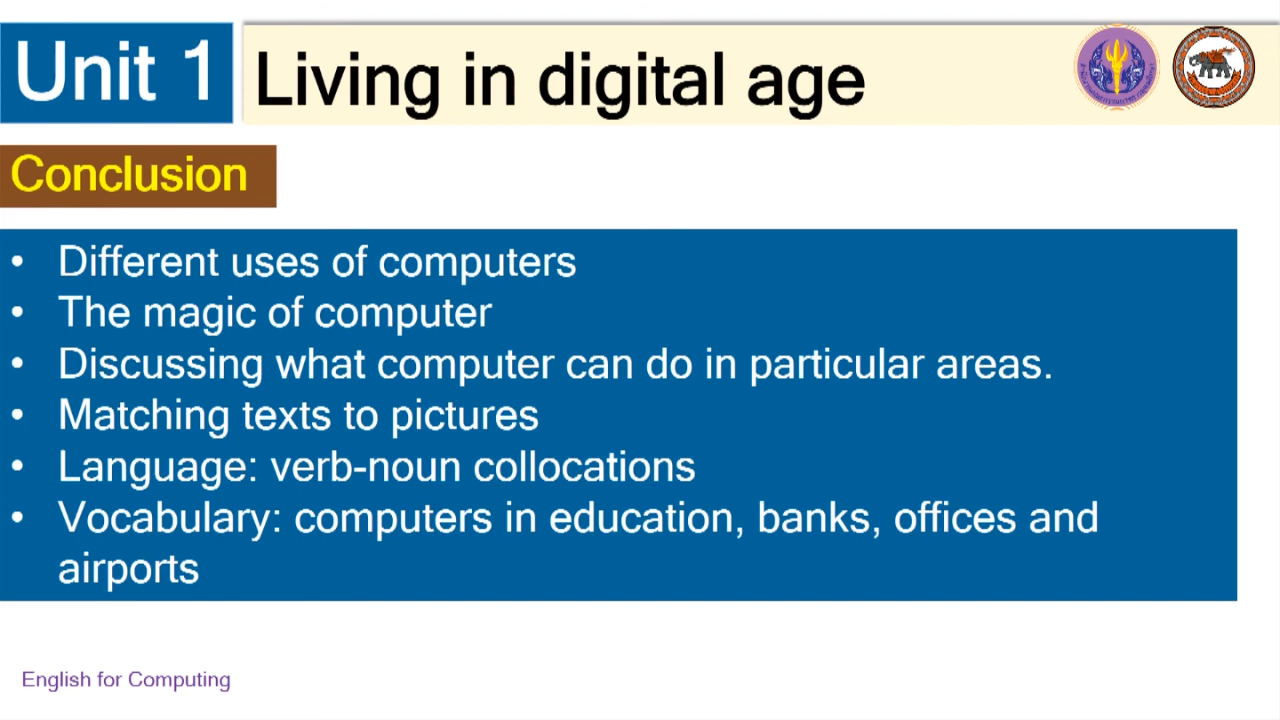 Unit 1
Living in digital age
Conclusion
• Different uses of computers
• The magic of computer
• Discussing what computer can do in particular areas.
• Matching texts to pictures
• Language: verb-noun collocations
• Vocabulary: computers in education, banks, offices and
airports
English for Computing